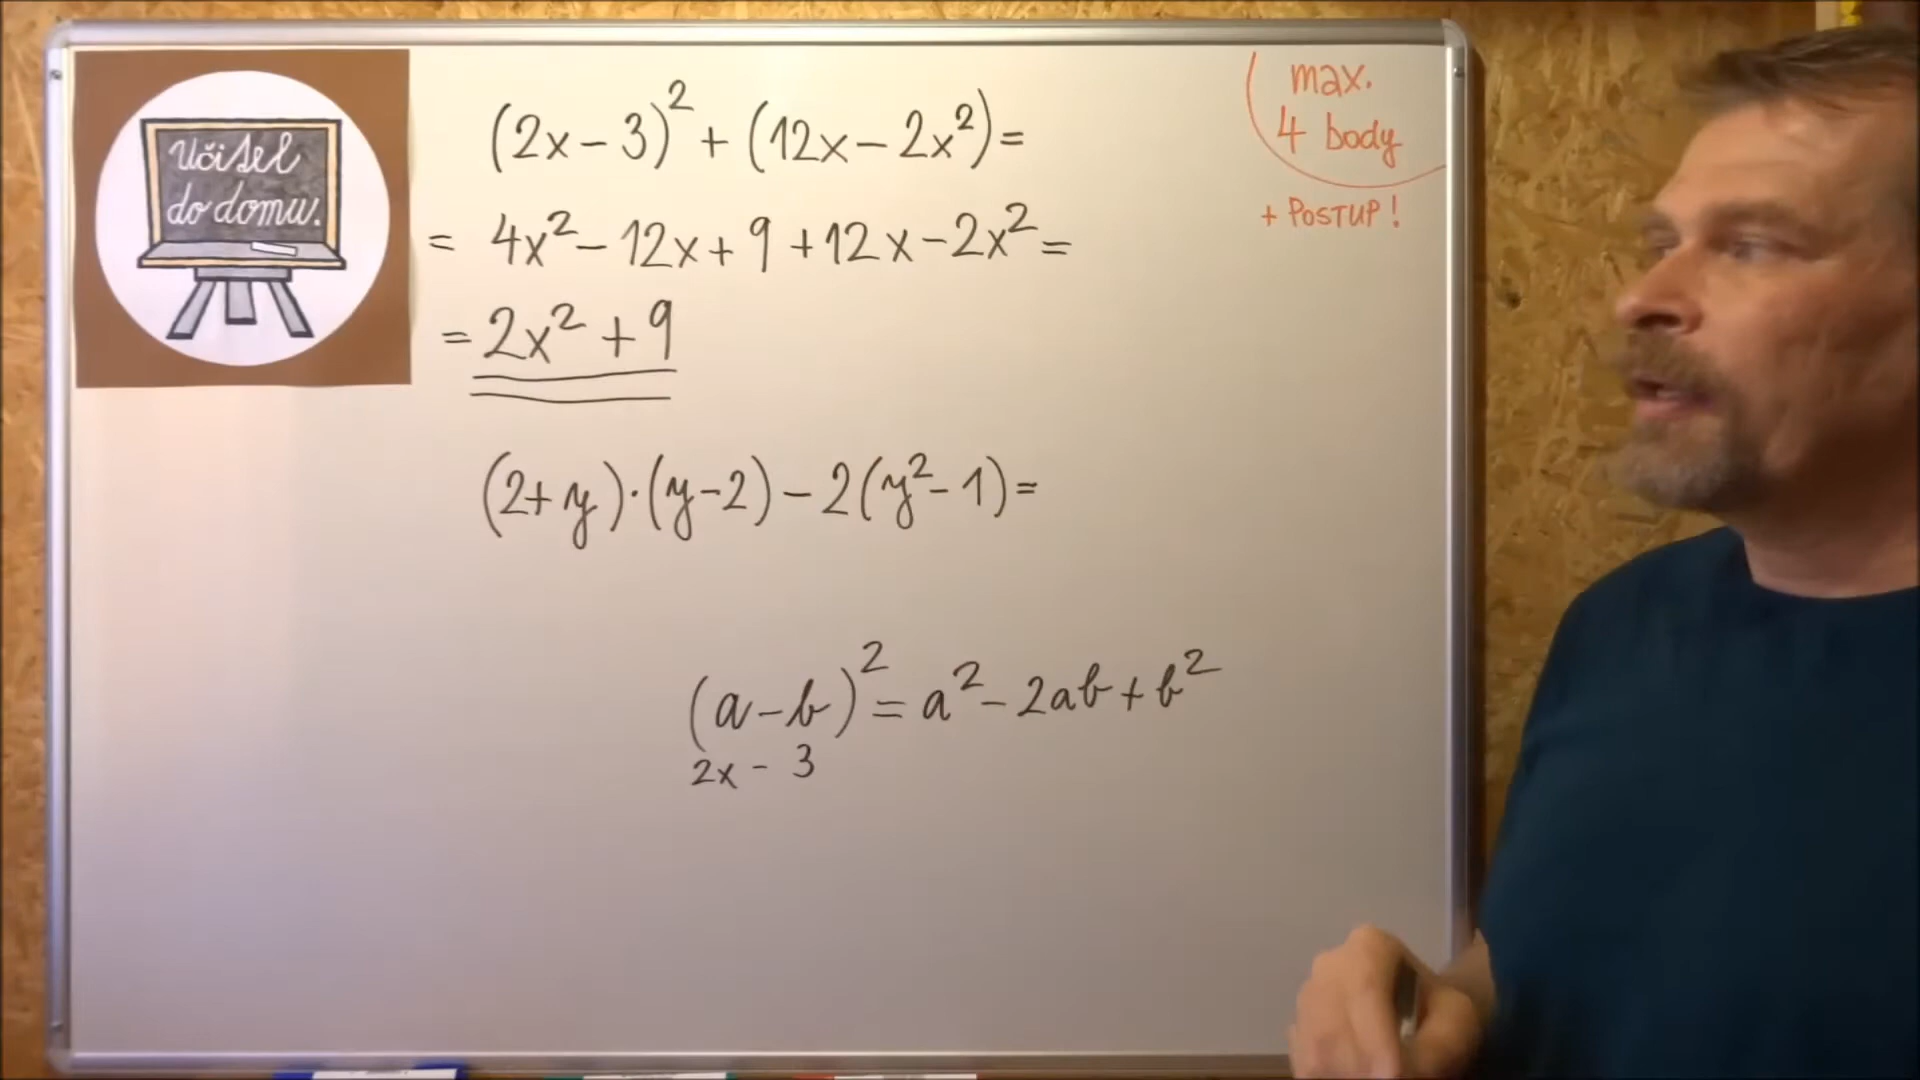 Učitel
do domu.
(2x-3)²+(12x-2x²)=
= 4x²-12x+9+12x-2x²=
=2x²+9
(2+y)·(y-2)-2(y²-1)=
(a-b)²=a²-2ab+b²
2x - 3
max.
4 body
+ POSTUP!